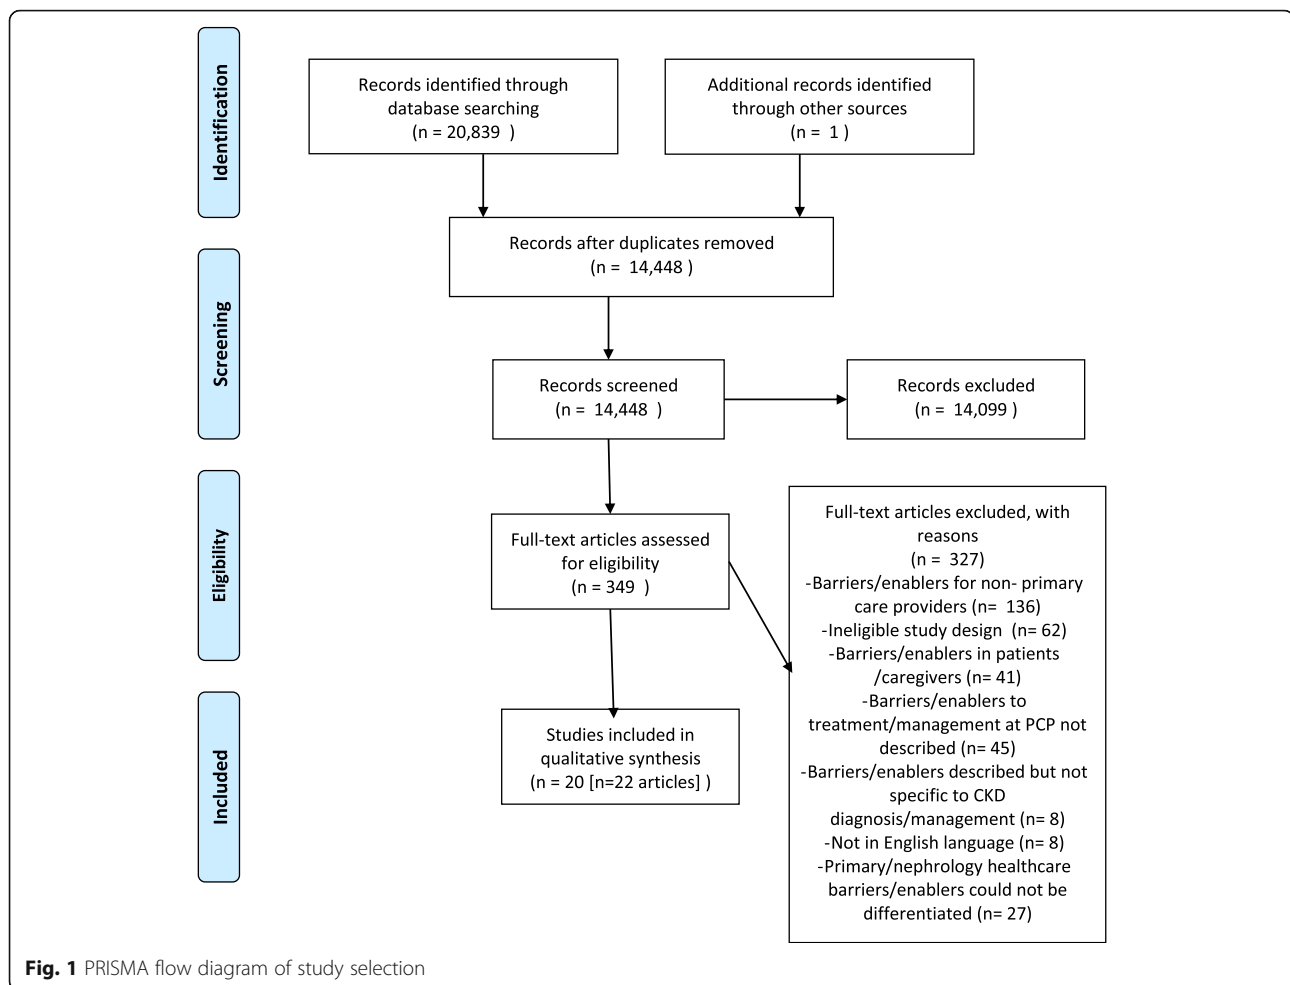 Identification
Records identified through
database searching
(n = 20,839 )
Additional records identified
through other sources
(n = 1 )
Records after duplicates removed
(n = 14,448 )
Screening
Records screened
(n = 14,448 )
Records excluded
(n = 14,099 )
Eligibility
Full-text articles assessed
for eligibility
(n = 349 )
Full-text articles excluded, with
reasons
(n = 327)
-Barriers/enablers for non- primary
care providers (n= 136)
-Ineligible study design (n= 62)
-Barriers/enablers in patients
/caregivers (n= 41)
-Barriers/enablers to
treatment/management at PCP not
described (n= 45)
-Barriers/enablers described but not
specific to CKD
diagnosis/management (n= 8)
-Not in English language (n= 8)
-Primary/nephrology healthcare
barriers/enablers could not be
differentiated (n= 27)
Included
Studies included in
qualitative synthesis
(n = 20 [n=22 articles] )
Fig. 1 PRISMA flow diagram of study selection